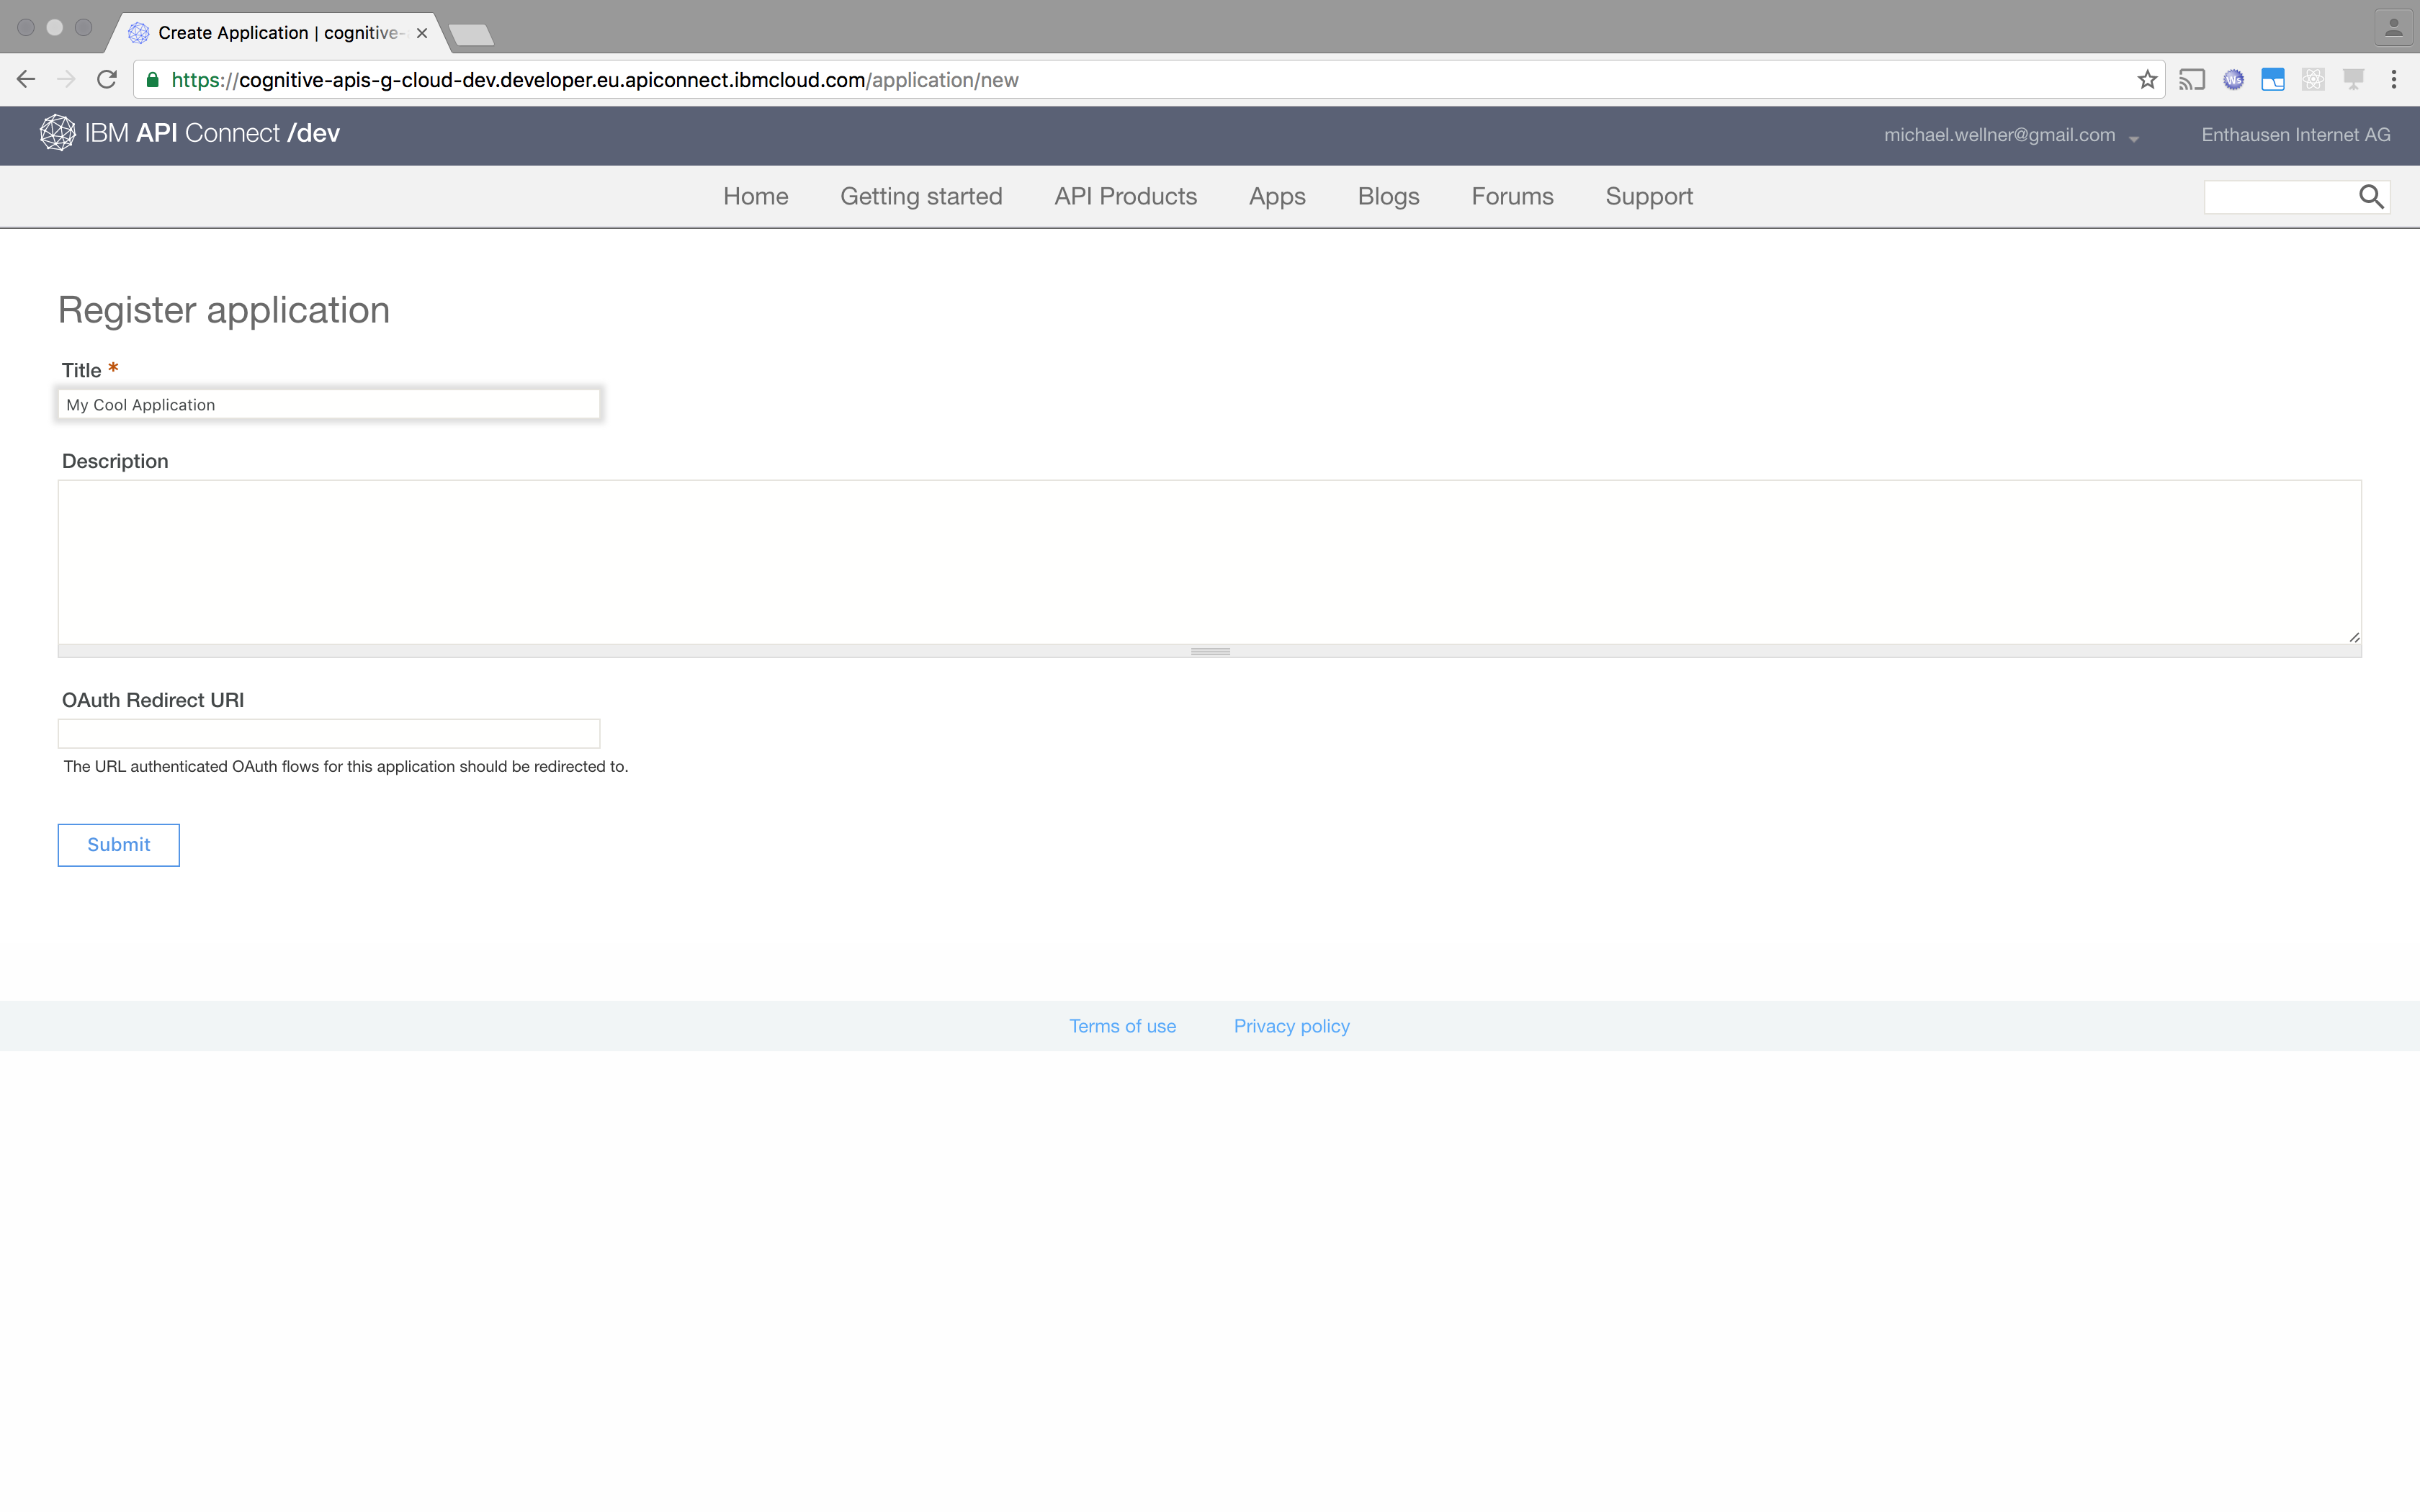 Create Application | cognitive-
https://cognitive-apis-g-cloud-dev.developer.eu.apiconnect.ibmcloud.com/application/new
IBM API Connect /dev
michael.wellner@gmail.com
Enthausen Internet AG
Home
Getting started
API Products
Apps
Blogs
Forums
Support
Register application
Title *
My Cool Application
Description
OAuth Redirect URI
The URL authenticated OAuth flows for this application should be redirected to.
Submit
Terms of use
Privacy policy